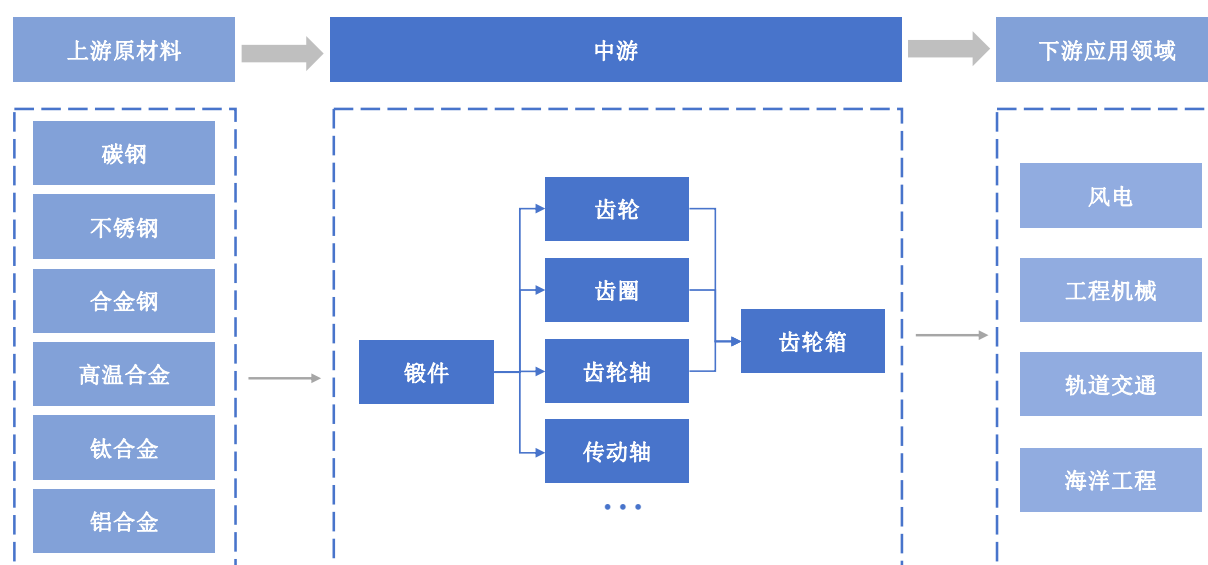 上游原材料
中游
下游应用领域
碳钢
不锈钢
合金钢
高温合金
钛合金
铝合金
锻件
齿轮
齿圈
齿轮轴
传动轴
...
齿轮箱
风电
工程机械
轨道交通
海洋工程